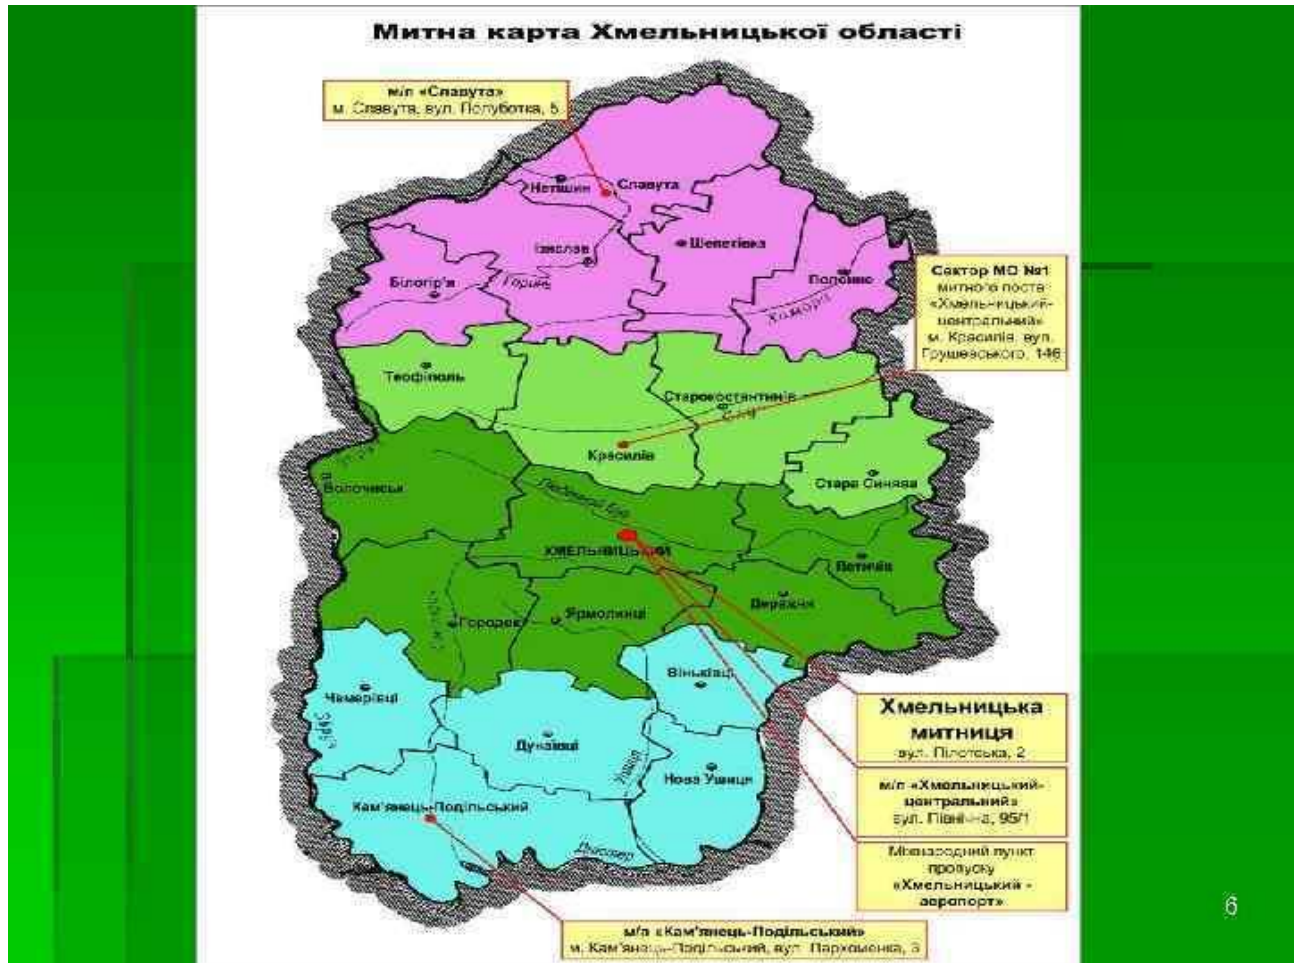 Митна карта Хмельницької області
м/п «Славута»
м. Славута, вул. Полуботка, 5
Нетішин
Славута
Шепетівка
Ізяслав
Білогір'я
Горинь
Полонне
Хомора
Сектор МО №1
митного поста
«Хмельницький-
центральний»
м. Красилів, вул.
Грушевського, 146
Теофіполь
Старокостянтинів
Случ
Красилів
Стара Синява
Волочиськ
Південний Буг
ХМЕЛЬНИЦЬКИЙ
Летичів
Деражня
Ярмолинці
Городок
Смотрич
Віньківці
Чемерівці
Збруч
Дунаївці
Ушиця
Нова Ушиця
Кам'янець-Подільський
Дністер
Хмельницька
митниця
вул. Пілотська, 2
м/п «Хмельницький-
центральний»
вул. Північна, 95/1
Міжнародний пункт
пропуску
«Хмельницький -
аеропорт»
м/п «Кам'янець-Подільський»
м. Кам'янець-Подільський, вул. Пархоменка, 3
6